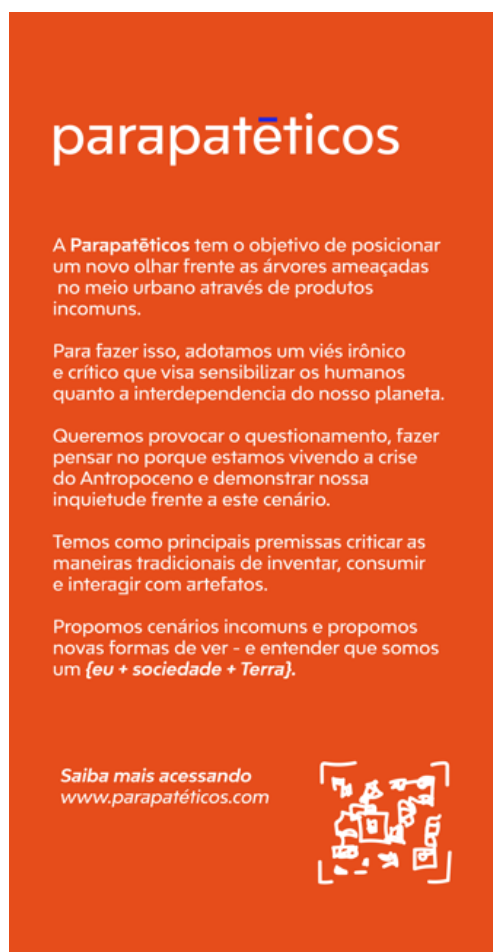 parapatēticos
A Parapatēticos tem o objetivo de posicionar
um novo olhar frente as árvores ameaçadas
no meio urbano através de produtos
incomuns.
Para fazer isso, adotamos um viés irônico
e crítico que visa sensibilizar os humanos
quanto a interdependencia do nosso planeta.
Queremos provocar o questionamento, fazer
pensar no porque estamos vivendo a crise
do Antropoceno e demonstrar nossa
inquietude frente a este cenário.
Temos como principais premissas criticar as
maneiras tradicionais de inventar, consumir
e interagir com artefatos.
Propomos cenários incomuns e propomos
novas formas de ver - e entender que somos
um {eu + sociedade + Terra}.
Saiba mais acessando
www.parapatéticos.com